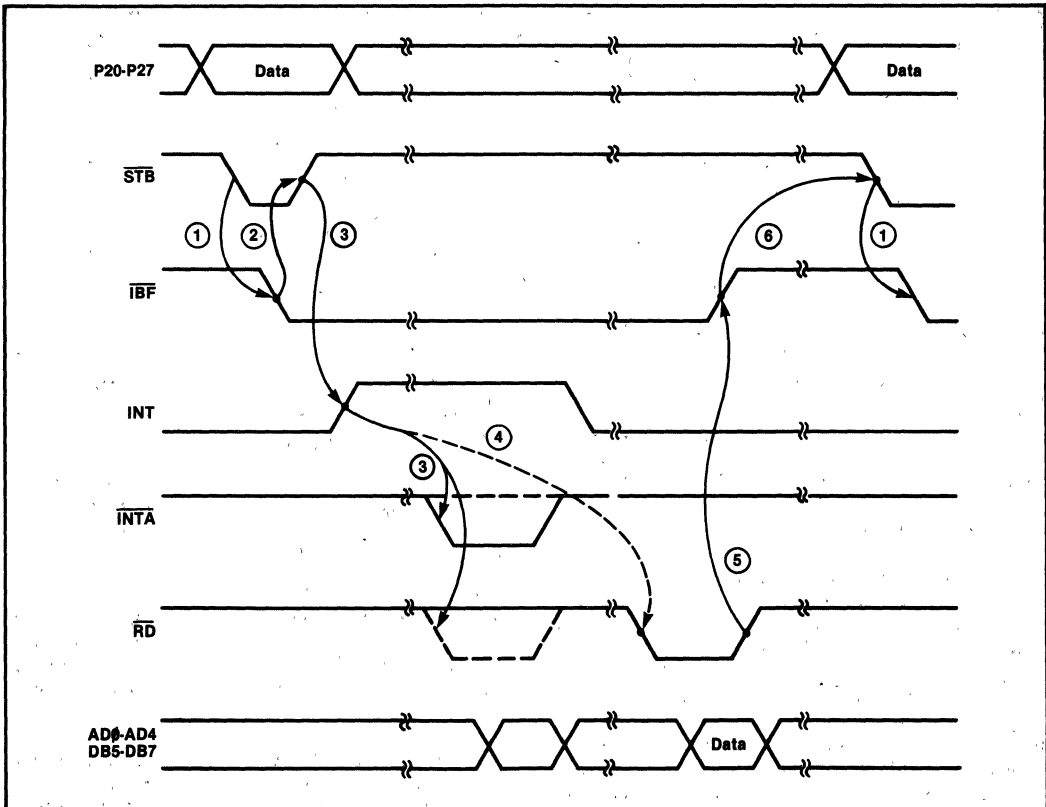 P20-P27
Data
Data
STB
1
2
3
6
1
IBF
INT
4
3
INTA
5
RD
AD0-AD4
DB5-DB7
Data